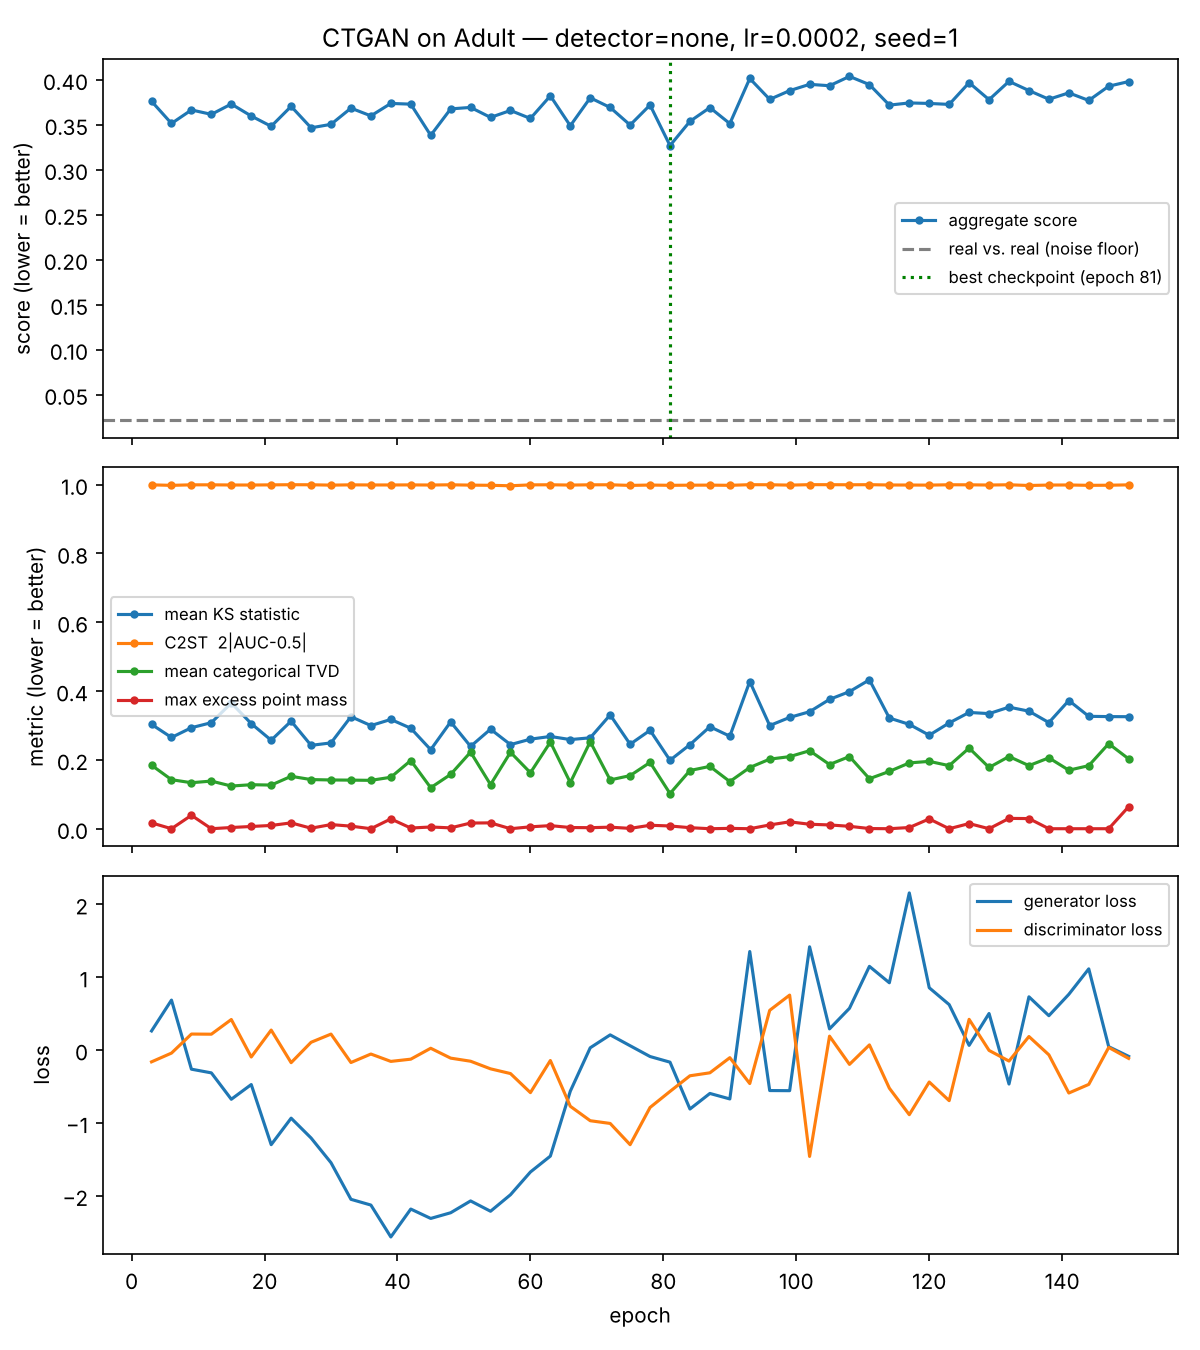 CTGAN on Adult — detector=none, lr=0.0002, seed=1
score (lower = better)
0.40
0.35
0.30
0.25
0.20
0.15
0.10
0.05
aggregate score
real vs. real (noise floor)
best checkpoint (epoch 81)
metric (lower = better)
1.0
0.8
0.6
0.4
0.2
0.0
mean KS statistic
C2ST  2|AUC-0.5|
mean categorical TVD
max excess point mass
loss
2
1
0
−1
−2
generator loss
discriminator loss
0 20 40 60 80 100 120 140
epoch